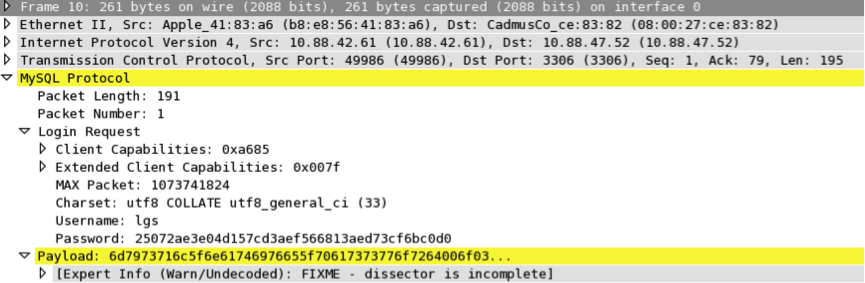 Frame 10: 261 bytes on wire (2088 bits), 261 bytes captured (2088 bits) on interface 0
Ethernet II, Src: Apple_41:83:a6 (b8:e8:56:41:83:a6), Dst: CadmusCo_ce:83:82 (08:00:27:ce:83:82)
Internet Protocol Version 4, Src: 10.88.42.61 (10.88.42.61), Dst: 10.88.47.52 (10.88.47.52)
Transmission Control Protocol, Src Port: 49986 (49986), Dst Port: 3306 (3306), Seq: 1, Ack: 79, Len: 195
MySQL Protocol
Packet Length: 191
Packet Number: 1
Login Request
Client Capabilities: 0xa685
Extended Client Capabilities: 0x007f
MAX Packet: 1073741824
Charset: utf8 COLLATE utf8_general_ci (33)
Username: lgs
Password: 25072ae3e04d157cd3aef566813aed73cf6bc0d0
Payload: 6d7973716c5f6e61746976655f70617373776f7264006f03...
[Expert Info (Warn/Undecoded): FIXME - dissector is incomplete]